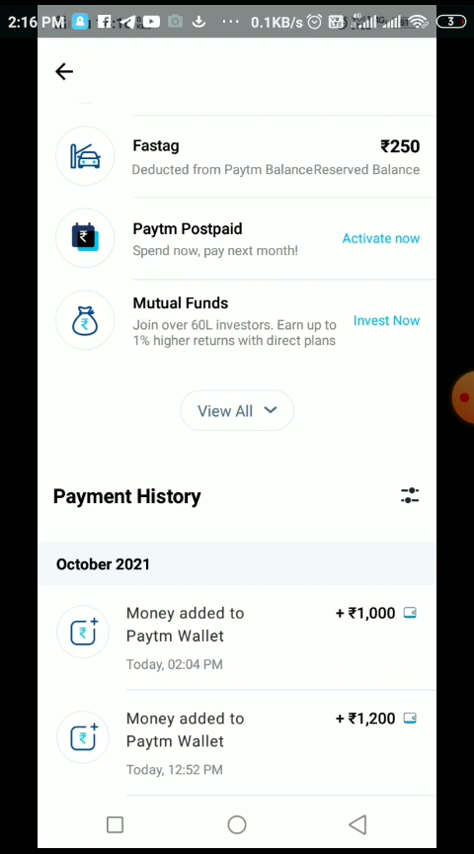 2:16 PM ... 0.1KB/s 3
Fastag ₹250
Deducted from Paytm Balance Reserved Balance
Paytm Postpaid
Spend now, pay next month! Activate now
Mutual Funds
Join over 60L investors. Earn up to Invest Now
1% higher returns with direct plans
View All
Payment History
October 2021
Money added to + ₹1,000
Paytm Wallet
Today, 02:04 PM
Money added to + ₹1,200
Paytm Wallet
Today, 12:52 PM